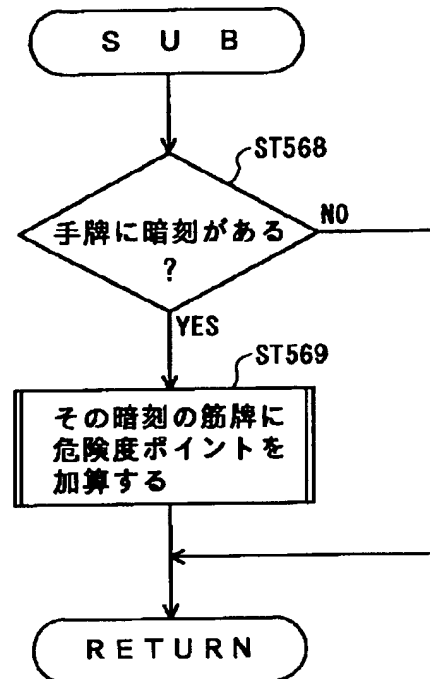 SUB
ST568
手牌に暗刻がある
?
NO
YES
ST569
その暗刻の筋牌に
危険度ポイントを
加算する
RETURN